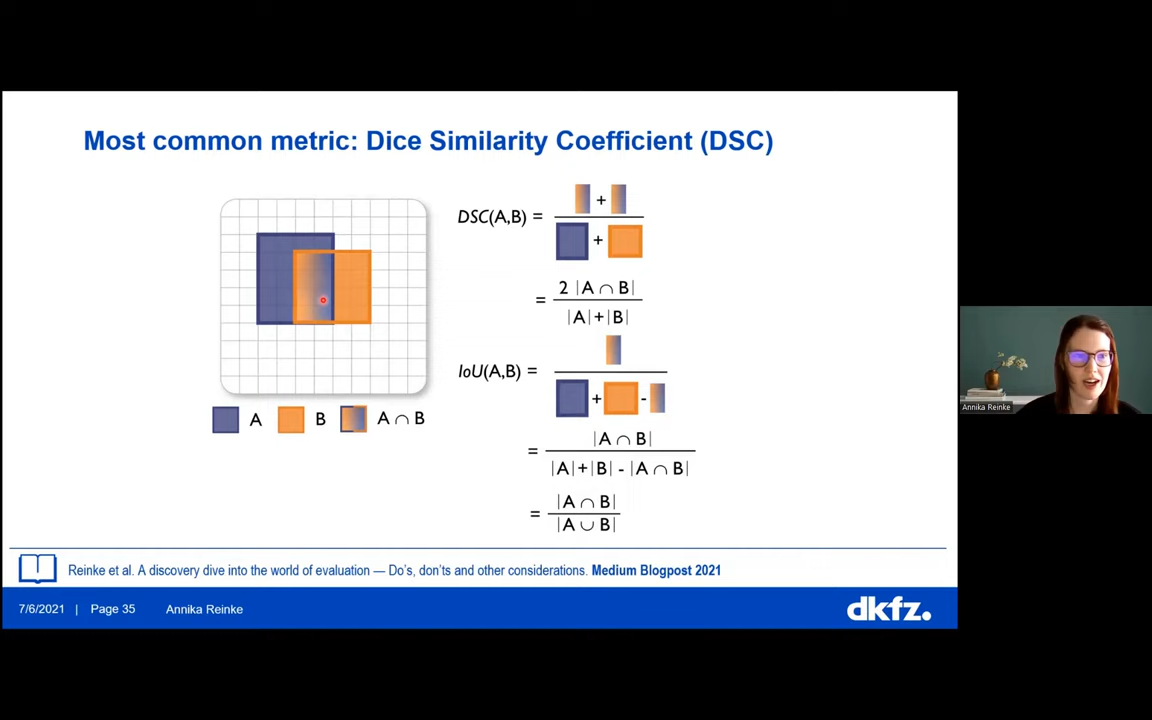 Most common metric: Dice Similarity Coefficient (DSC)
DSC(A,B) = 
+
+
= 2 |A ∩ B|
|A|+|B|
IoU(A,B) =
+ -
= |A ∩ B|
|A|+|B| - |A ∩ B|
= |A ∩ B|
|A ∪ B|
A B A ∩ B
Reinke et al. A discovery dive into the world of evaluation — Do's, don'ts and other considerations. Medium Blogpost 2021
7/6/2021 | Page 35 Annika Reinke
dkfz.
Annika Reinke